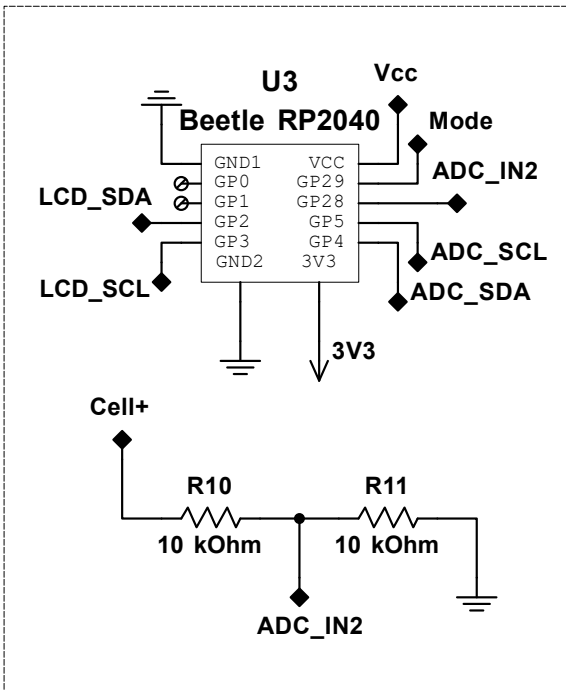 U3
Beetle RP2040
Vcc
Mode
ADC_IN2
GND1 VCC
GP0 GP29
GP1 GP28
GP2 GP5
GP3 GP4
GND2 3V3
LCD_SDA
LCD_SCL
ADC_SCL
ADC_SDA
3V3
Cell+
R10 R11
10 kOhm 10 kOhm
ADC_IN2